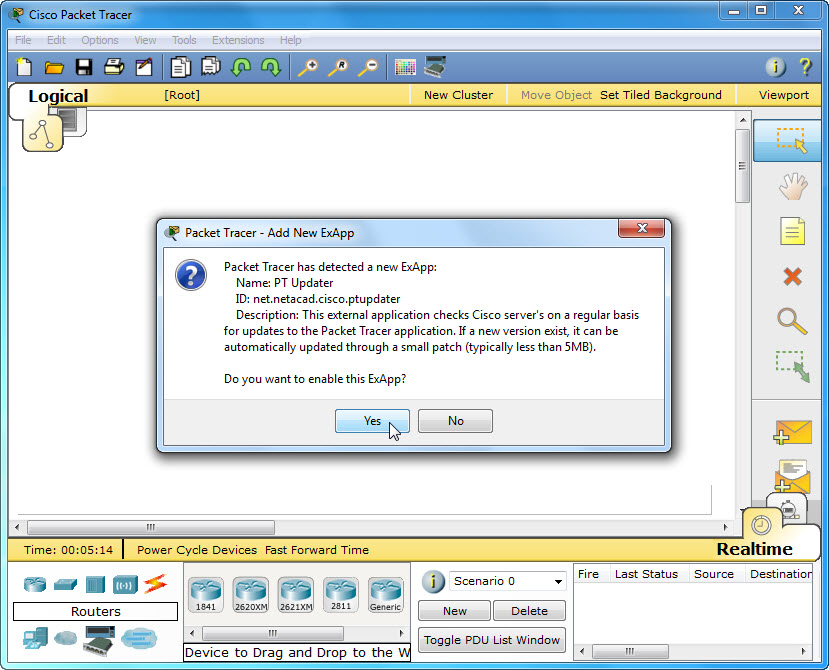 Cisco Packet Tracer
File Edit Options View Tools Extensions Help
R
i ?
Logical [Root] New Cluster Move Object Set Tiled Background Viewport
Packet Tracer - Add New ExApp
Packet Tracer has detected a new ExApp:
Name: PT Updater
ID: net.netacad.cisco.ptupdater
Description: This external application checks Cisco server's on a regular basis
for updates to the Packet Tracer application. If a new version exist, it can be
automatically updated through a small patch (typically less than 5MB).
Do you want to enable this ExApp?
Yes No
Time: 00:05:14 Power Cycle Devices Fast Forward Time Realtime
Routers
1841 2620XM 2621XM 2811 Generic
Device to Drag and Drop to the W
i Scenario 0
New Delete
Toggle PDU List Window
Fire Last Status Source Destination